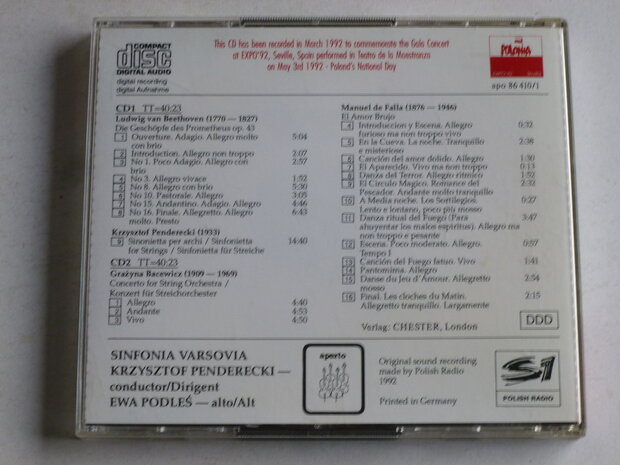 COMPACT
disc
DIGITAL AUDIO
digital recording
digital Aufnahme
This CD has been recorded in March 1992 to commemorate the Gala Concert
at EXPO'92, Seville, Spain performed in Teatro de la Maestranza
on May 3rd 1992 - Poland's National Day
POLONIA
apo 86 410/1
CD1 TT=40:23
Ludwig van Beethoven (1770 — 1827)
Die Geschöpfe des Prometheus op. 43
1 Ouverture. Adagio. Allegro molto con brio 5:04
2 Introduction. Allegro non troppo 2:07
3 No 1. Poco Adagio. Allegro con brio 2:57
4 No 3. Allegro vivace 1:52
5 No 8. Allegro con brio 5:30
6 No 10. Pastorale. Allegro 3:05
7 No 15. Andantino. Adagio. Allegro 4:46
8 No 16. Finale. Allegretto. Allegro molto. Presto 6:43
Krzysztof Penderecki (1933)
9 Sinonietta per archi / Sinfonietta for Strings / Sinfonietta für Streiche 14:40
CD2 TT=40:23
Grażyna Bacewicz (1909 — 1969)
Concerto for String Orchestra /
Konzert für Streichorchester
1 Allegro 4:40
2 Andante 4:53
3 Vivo 4:50
Manuel de Falla (1876 — 1946)
El Amor Brujo
4 Introduccion y Escena. Allegro furioso ma non troppo vivo 0:32
5 En la Cueva. La noche. Tranquillo e misterioso 2:38
6 Canción del amor dolido. Allegro 1:30
7 El Aparecido. Vivo ma non troppo 0:13
8 Danza del Terror. Allegro ritmico 1:52
9 El Circulo Magico. Romance del Pescador. Andante molto tranquillo 2:32
10 A Media noche. Los Sortilegios. Lento e lontano, poco più mosso 0:27
11 Danza ritual del Fuego (Para ahuyentar los malos espiritus). Allegro ma non troppo e pesante 3:47
12 Escena. Poco moderato. Allegro. Tempo I 0:57
13 Canción del Fuego fatuo. Vivo 1:41
14 Pantomima. Allegro
15 Danse du Jeu d'Amour. Allegretto mosso 2:54
16 Final. Les cloches du Matin. Allegretto tranquillo. Largamente 2:15
Verlag: CHESTER, London
DDD
SINFONIA VARSOVIA
KRZYSZTOF PENDERECKI —
conductor/Dirigent
EWA PODLEŚ — alto/Alt
aperto
Original sound recording
made by Polish Radio
1992
Printed in Germany
S1
POLISH RADIO